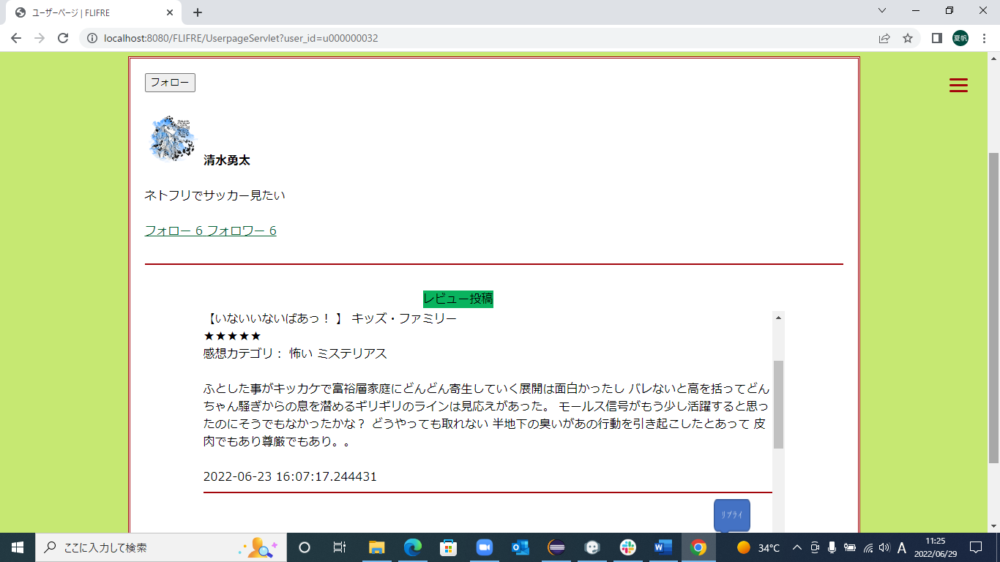 ユーザーページ | FLIFRE
localhost:8080/FLIFRE/UserpageServlet?user_id=u000000032
夏帆
フォロー
清水勇太
ネトフリでサッカー見たい
フォロー 6 フォロワー 6
レビュー投稿
【いないいないばあっ！ 】 キッズ・ファミリー
★★★★★
感想カテゴリ： 怖い ミステリアス
ふとした事がキッカケで富裕層家庭にどんどん寄生していく展開は面白かったし バレないと高を括ってどん
ちゃん騒ぎからの息を潜めるギリギリのラインは見応えがあった。 モールス信号がもう少し活躍すると思っ
たのにそうでもなかったかな？ どうやっても取れない 半地下の臭いがあの行動を引き起こしたとあって 皮
肉でもあり尊厳でもあり。。
2022-06-23 16:07:17.244431
リプライ
ここに入力して検索
34°C
A
11:25
2022/06/29